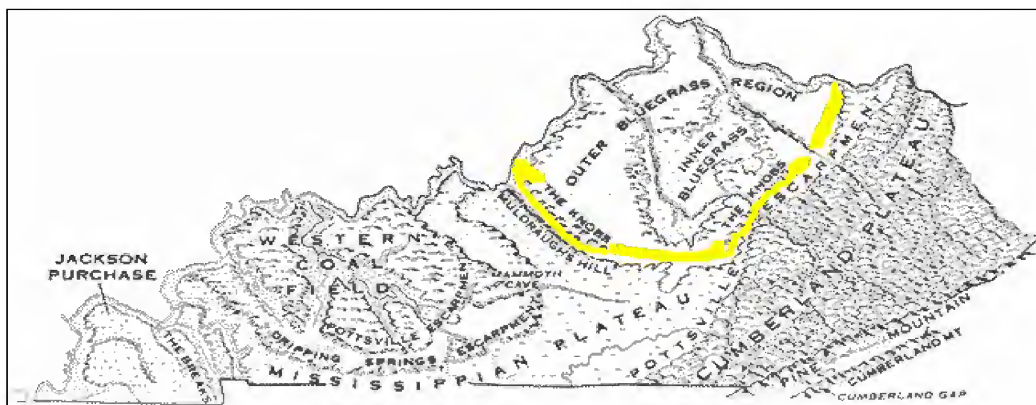 OUTER BLUEGRASS REGION
INNER
BLUEGRASS
THE KNOBS
MULDRAUGHS HILL
THE KNOBS
POTTSVILLE ESCARPMENT
CUMBERLAND PLATEAU
WESTERN
COAL
FIELD
MAMMOTH
CAVE
JACKSON
PURCHASE
THE BREAKS
POTTSVILLE ESCARPMENT
DRIPPING SPRINGS ESCARPMENT
MISSISSIPPIAN PLATEAU
PINE MOUNTAIN
CUMBERLAND MT
CUMBERLAND GAP